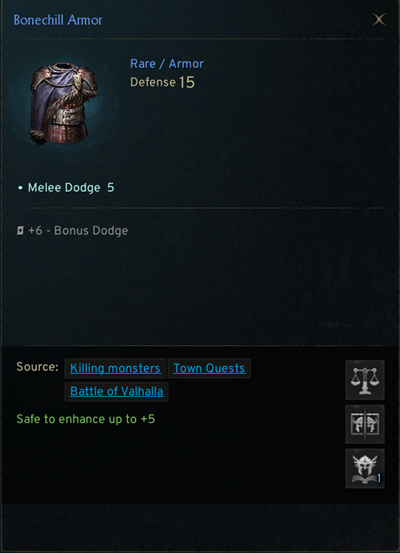 Bonechill Armor
Rare / Armor
Defense 15
• Melee Dodge 5
+6 - Bonus Dodge
Source: Killing monsters Town Quests
Battle of Valhalla
Safe to enhance up to +5
1